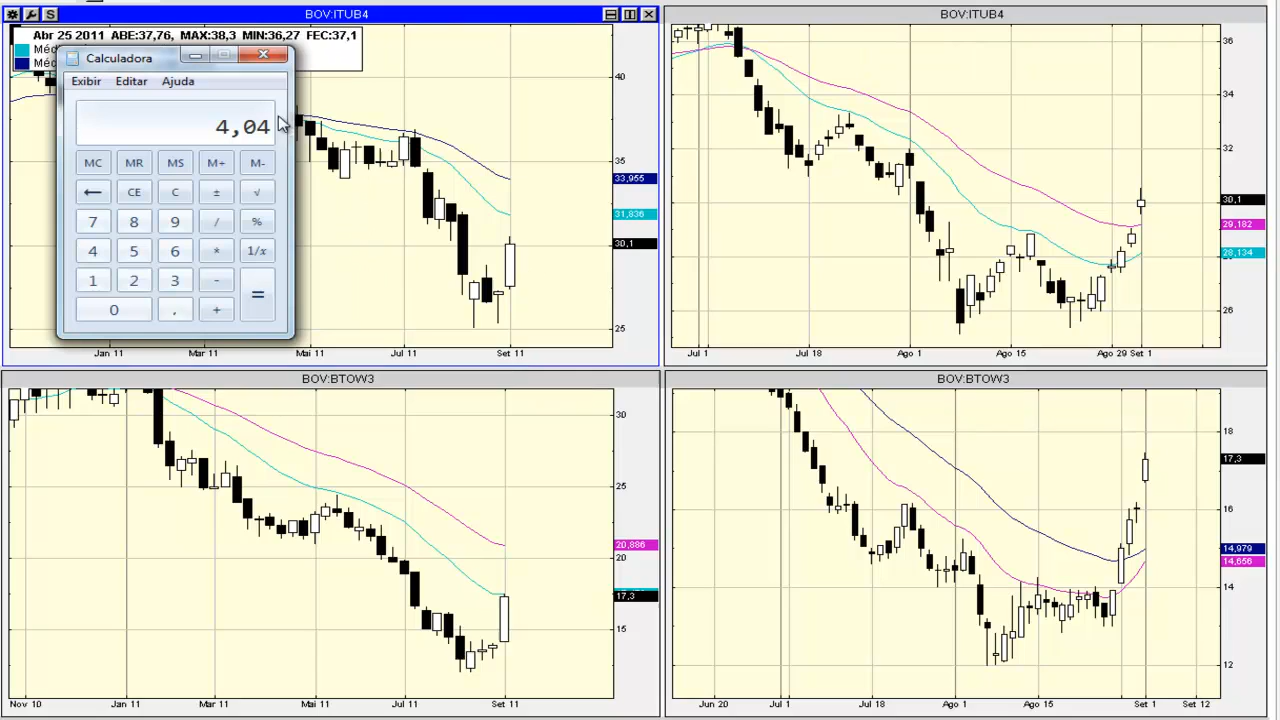 S
BOV:ITUB4
Abr 25 2011 ABE:37,76, MAX:38,3 MIN:36,27 FEC:37,1
Calculadora
Exibir Editar Ajuda
4,04
MC MR MS M+ M-
← CE C ± √
7 8 9 / %
4 5 6 * 1/x
1 2 3 - =
0 , +
40
35
33,955
31,836
30,1
25
Jan 11 Mar 11 Mai 11 Jul 11 Set 11
BOV:ITUB4
36
34
32
30,1
29,182
28,134
26
Jul 1 Jul 18 Ago 1 Ago 15 Ago 29 Set 1
BOV:BTOW3
30
25
20,886
20
17,3
15
Nov 10 Jan 11 Mar 11 Mai 11 Jul 11 Set 11
BOV:BTOW3
18
17,3
16
14,979
14,656
14
12
Jun 20 Jul 1 Jul 18 Ago 1 Ago 15 Set 1 Set 12